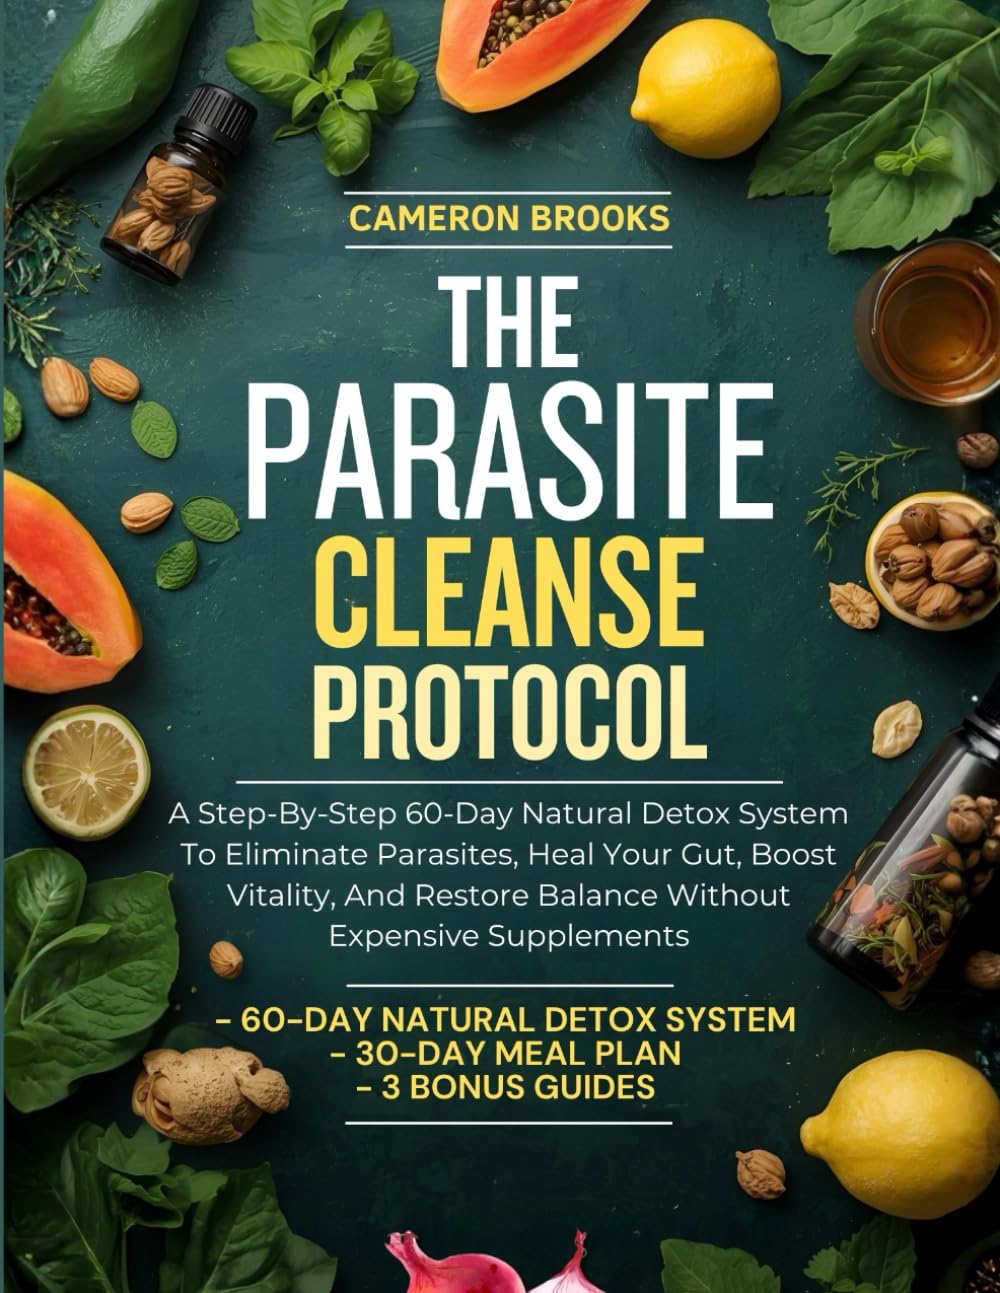 CAMERON BROOKS
THE
PARASITE
CLEANSE
PROTOCOL
A Step-By-Step 60-Day Natural Detox System
To Eliminate Parasites, Heal Your Gut, Boost
Vitality, And Restore Balance Without
Expensive Supplements
- 60-DAY NATURAL DETOX SYSTEM
- 30-DAY MEAL PLAN
- 3 BONUS GUIDES